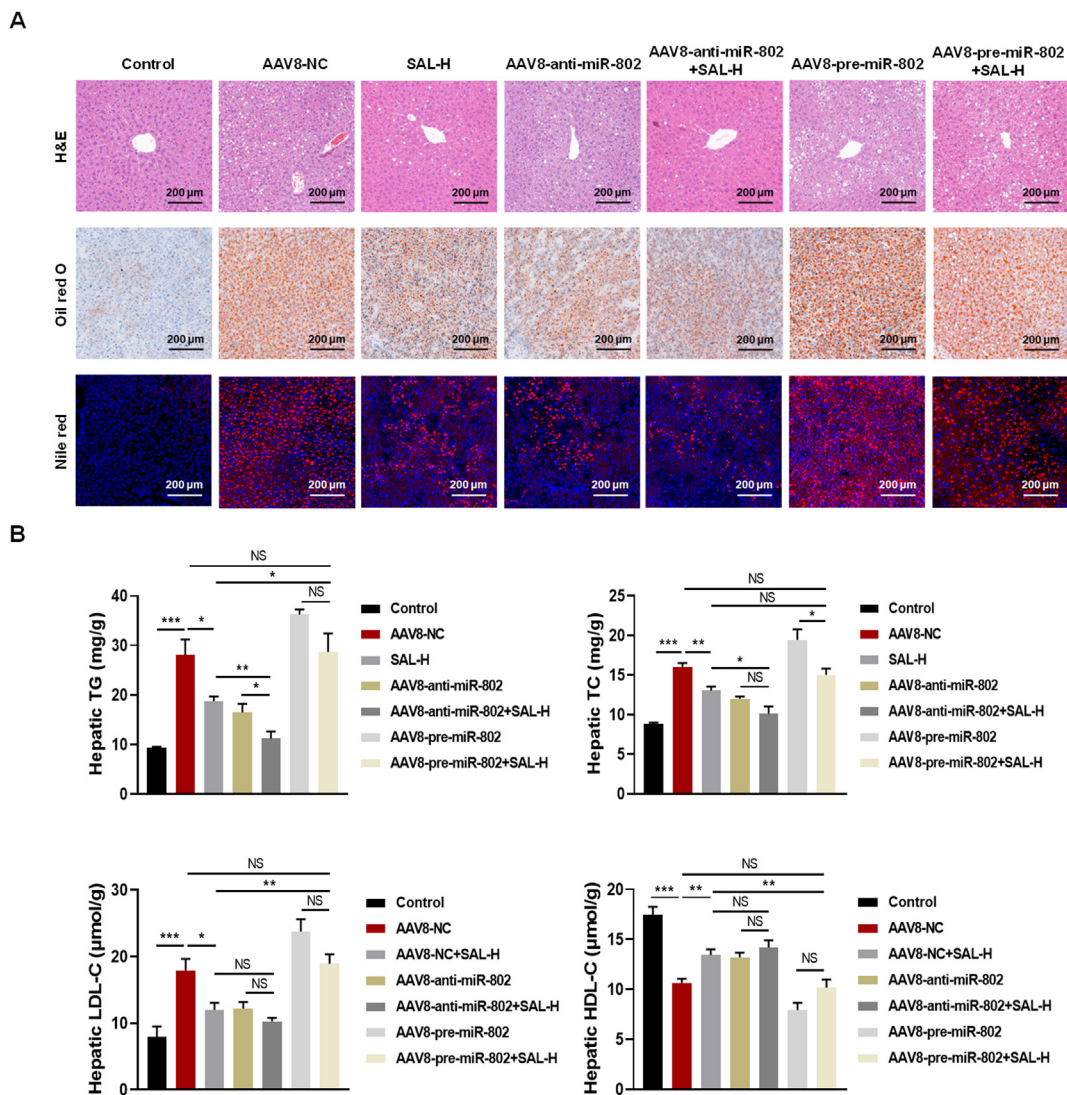 A
Control
AAV8-NC
SAL-H
AAV8-anti-miR-802
AAV8-anti-miR-802
+SAL-H
AAV8-pre-miR-802
AAV8-pre-miR-802
+SAL-H
H&E
200 µm 200 µm 200 µm 200 µm 200 µm 200 µm 200 µm
Oil red O
200 µm 200 µm 200 µm 200 µm 200 µm 200 µm 200 µm
Nile red
200 µm 200 µm 200 µm 200 µm 200 µm 200 µm 200 µm
B
Hepatic TG (mg/g)
40
30
20
10
0
NS
*
NS
*** *
**
*
Control
AAV8-NC
SAL-H
AAV8-anti-miR-802
AAV8-anti-miR-802+SAL-H
AAV8-pre-miR-802
AAV8-pre-miR-802+SAL-H
Hepatic TC (mg/g)
25
20
15
10
5
0
NS
NS
*
*** **
*
NS
Control
AAV8-NC
SAL-H
AAV8-anti-miR-802
AAV8-anti-miR-802+SAL-H
AAV8-pre-miR-802
AAV8-pre-miR-802+SAL-H
Hepatic LDL-C (µmol/g)
30
20
10
0
NS
**
NS
*** *
NS
NS
Control
AAV8-NC
AAV8-NC+SAL-H
AAV8-anti-miR-802
AAV8-anti-miR-802+SAL-H
AAV8-pre-miR-802
AAV8-pre-miR-802+SAL-H
Hepatic HDL-C (µmol/g)
20
15
10
5
0
NS
*** ** **
NS
NS
NS
Control
AAV8-NC
AAV8-NC+SAL-H
AAV8-anti-miR-802
AAV8-anti-miR-802+SAL-H
AAV8-pre-miR-802
AAV8-pre-miR-802+SAL-H